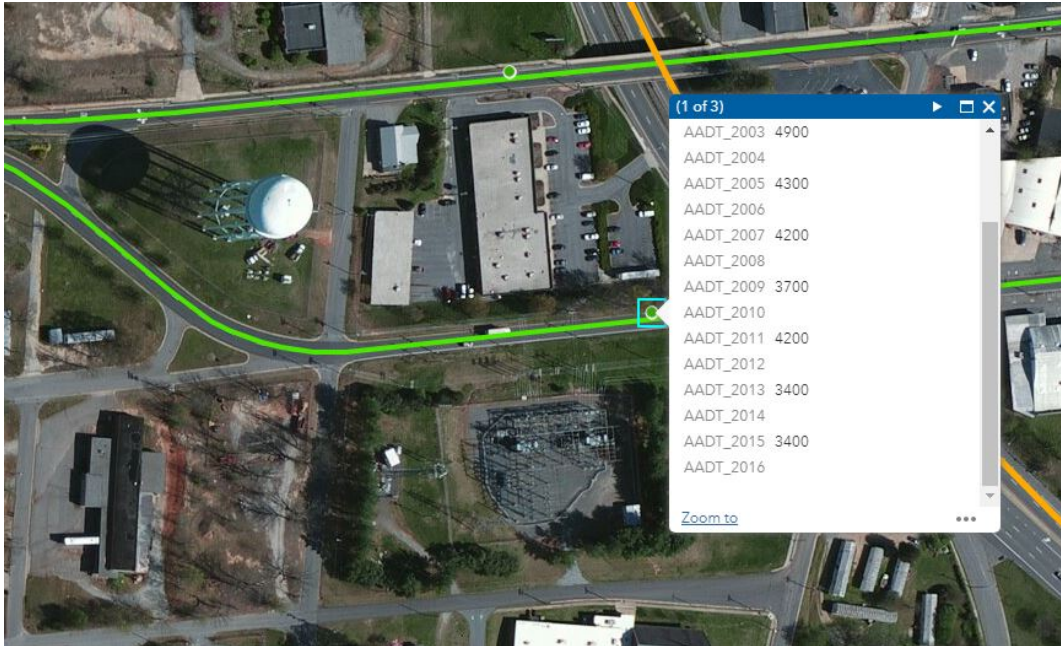 (1 of 3)
AADT_2003 4900
AADT_2004
AADT_2005 4300
AADT_2006
AADT_2007 4200
AADT_2008
AADT_2009 3700
AADT_2010
AADT_2011 4200
AADT_2012
AADT_2013 3400
AADT_2014
AADT_2015 3400
AADT_2016
Zoom to